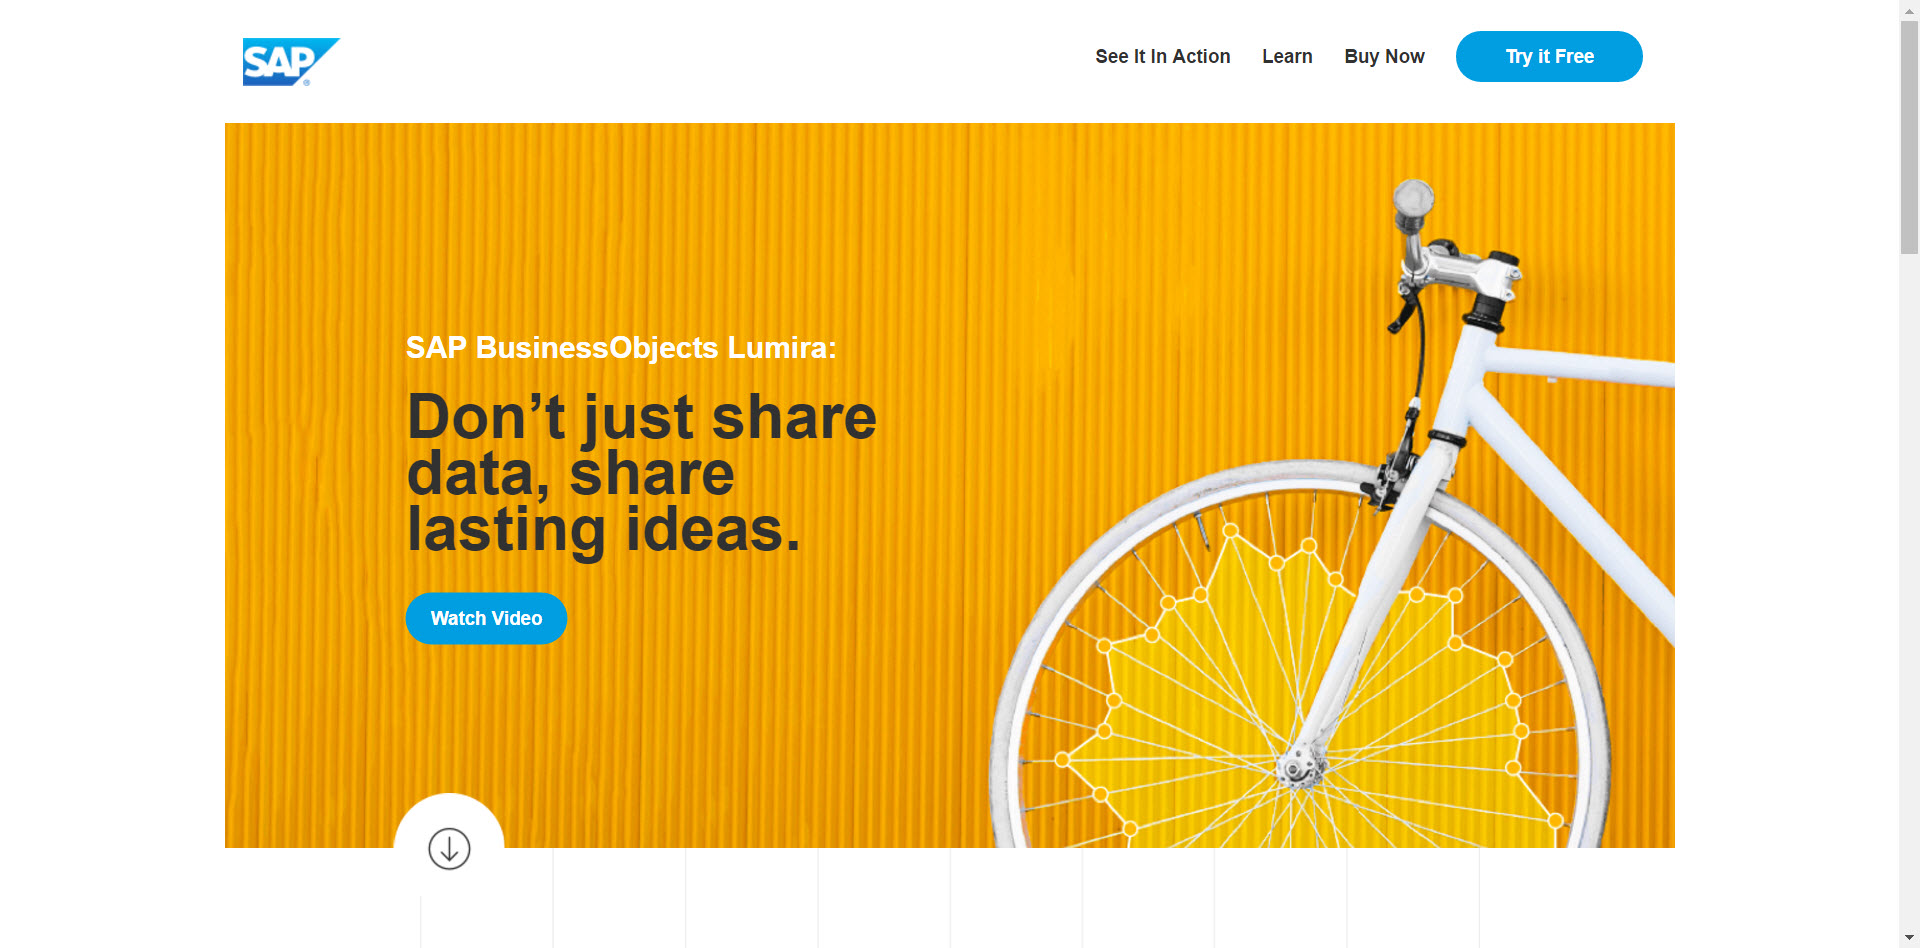 SAP
See It In Action
Learn
Buy Now
Try it Free
SAP BusinessObjects Lumira:
Don’t just share
data, share
lasting ideas.
Watch Video